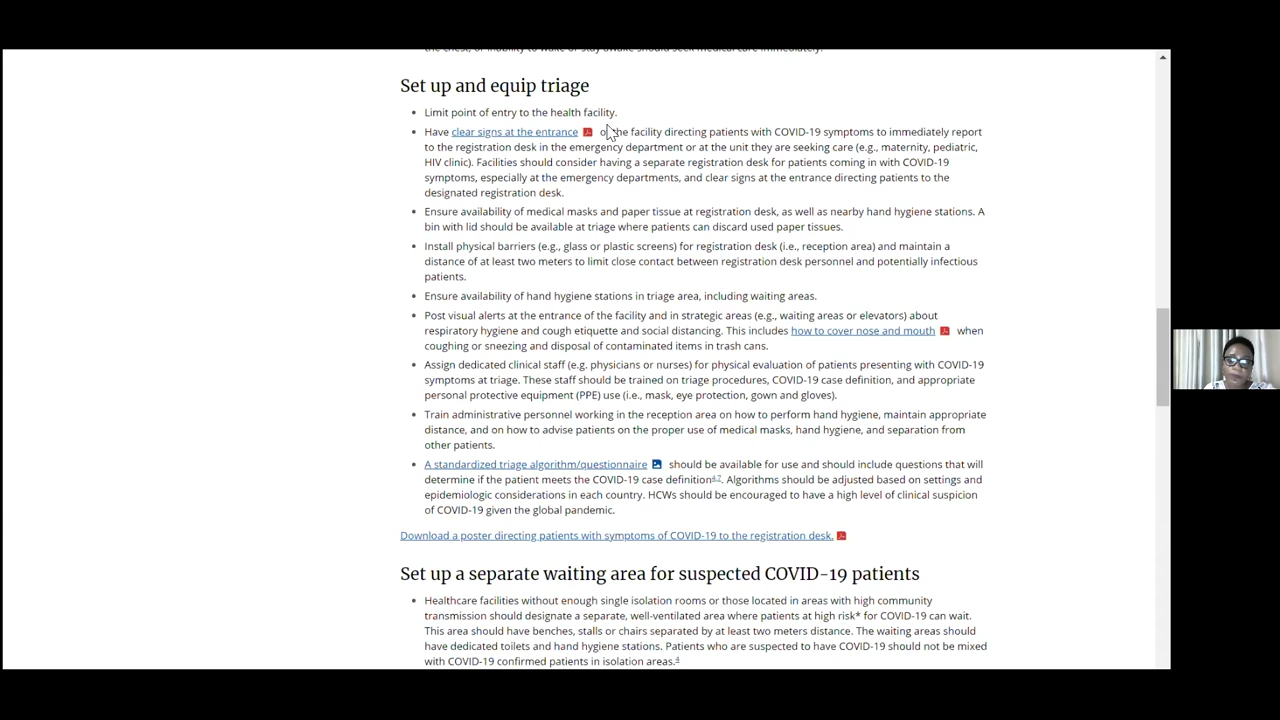 the chest, or inability to wake or stay awake should seek medical care immediately.
Set up and equip triage
Limit point of entry to the health facility.
Have clear signs at the entrance the facility directing patients with COVID-19 symptoms to immediately report
to the registration desk in the emergency department or at the unit they are seeking care (e.g., maternity, pediatric,
HIV clinic). Facilities should consider having a separate registration desk for patients coming in with COVID-19
symptoms, especially at the emergency departments, and clear signs at the entrance directing patients to the
designated registration desk.
Ensure availability of medical masks and paper tissue at registration desk, as well as nearby hand hygiene stations. A
bin with lid should be available at triage where patients can discard used paper tissues.
Install physical barriers (e.g., glass or plastic screens) for registration desk (i.e., reception area) and maintain a
distance of at least two meters to limit close contact between registration desk personnel and potentially infectious
patients.
Ensure availability of hand hygiene stations in triage area, including waiting areas.
Post visual alerts at the entrance of the facility and in strategic areas (e.g., waiting areas or elevators) about
respiratory hygiene and cough etiquette and social distancing. This includes how to cover nose and mouth when
coughing or sneezing and disposal of contaminated items in trash cans.
Assign dedicated clinical staff (e.g. physicians or nurses) for physical evaluation of patients presenting with COVID-19
symptoms at triage. These staff should be trained on triage procedures, COVID-19 case definition, and appropriate
personal protective equipment (PPE) use (i.e., mask, eye protection, gown and gloves).
Train administrative personnel working in the reception area on how to perform hand hygiene, maintain appropriate
distance, and on how to advise patients on the proper use of medical masks, hand hygiene, and separation from
other patients.
A standardized triage algorithm/questionnaire should be available for use and should include questions that will
determine if the patient meets the COVID-19 case definition4,7. Algorithms should be adjusted based on settings and
epidemiologic considerations in each country. HCWs should be encouraged to have a high level of clinical suspicion
of COVID-19 given the global pandemic.
Download a poster directing patients with symptoms of COVID-19 to the registration desk.
Set up a separate waiting area for suspected COVID-19 patients
Healthcare facilities without enough single isolation rooms or those located in areas with high community
transmission should designate a separate, well-ventilated area where patients at high risk* for COVID-19 can wait.
This area should have benches, stalls or chairs separated by at least two meters distance. The waiting areas should
have dedicated toilets and hand hygiene stations. Patients who are suspected to have COVID-19 should not be mixed
with COVID-19 confirmed patients in isolation areas.4